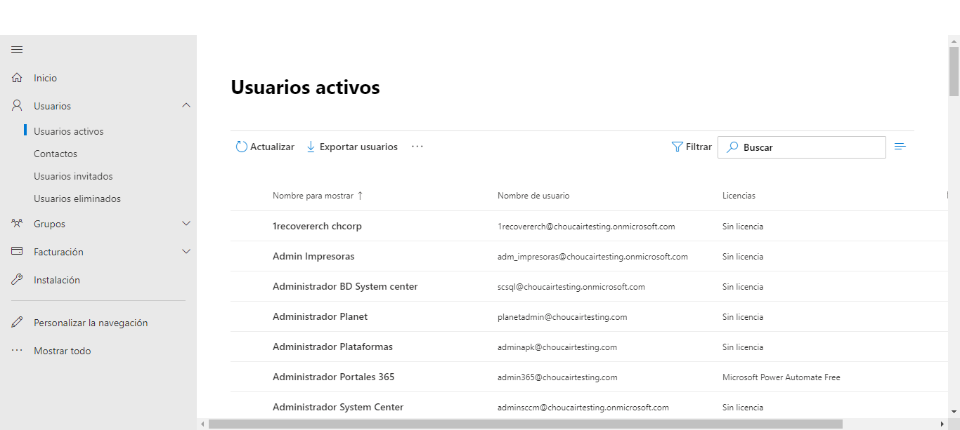 Inicio
Usuarios
Usuarios activos
Contactos
Usuarios invitados
Usuarios eliminados
Grupos
Facturación
Instalación
Personalizar la navegación
Mostrar todo
Usuarios activos
Actualizar Exportar usuarios ··· Filtrar Buscar
Nombre para mostrar ↑ Nombre de usuario Licencias
1recovererch chcorp 1recovererch@choucairtesting.onmicrosoft.com Sin licencia
Admin Impresoras adm_impresoras@choucairtesting.onmicrosoft.com Sin licencia
Administrador BD System center scsql@choucairtesting.onmicrosoft.com Sin licencia
Administrador Planet planetadmin@choucairtesting.com Sin licencia
Administrador Plataformas adminapk@choucairtesting.com Sin licencia
Administrador Portales 365 admin365@choucairtesting.com Microsoft Power Automate Free
Administrador System Center adminsccm@choucairtesting.onmicrosoft.com Sin licencia